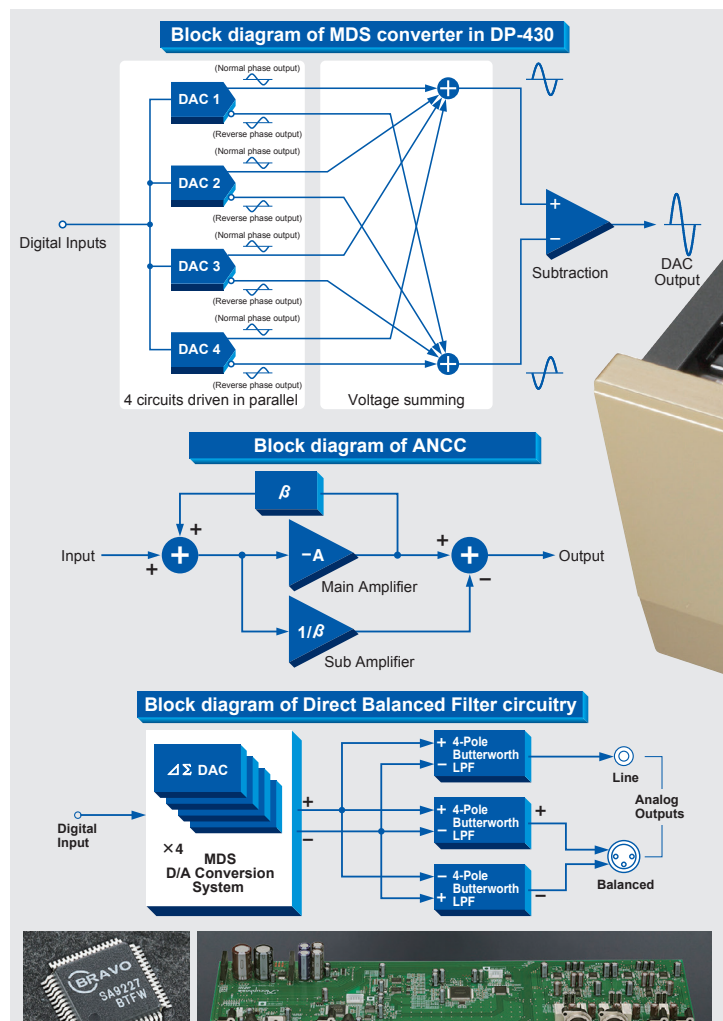 Block diagram of MDS converter in DP-430
(Normal phase output)
DAC 1
(Reverse phase output)
(Normal phase output)
DAC 2
(Reverse phase output)
Digital Inputs
(Normal phase output)
DAC 3
(Reverse phase output)
(Normal phase output)
DAC 4
(Reverse phase output)
4 circuits driven in parallel
+
+
Voltage summing
+
−
Subtraction
DAC
Output
Block diagram of ANCC
β
+
Input
+
+
−A
Main Amplifier
+
+
−
Output
1/β
Sub Amplifier
Block diagram of Direct Balanced Filter circuitry
⊿Σ DAC
×4
MDS
D/A Conversion
System
Digital
Input
+
−
+ 4-Pole
− Butterworth
LPF
Line
+ 4-Pole
− Butterworth
LPF
+
− 4-Pole
Butterworth
+ LPF
−
Analog
Outputs
Balanced
BRAVO
SA9227
BTFW